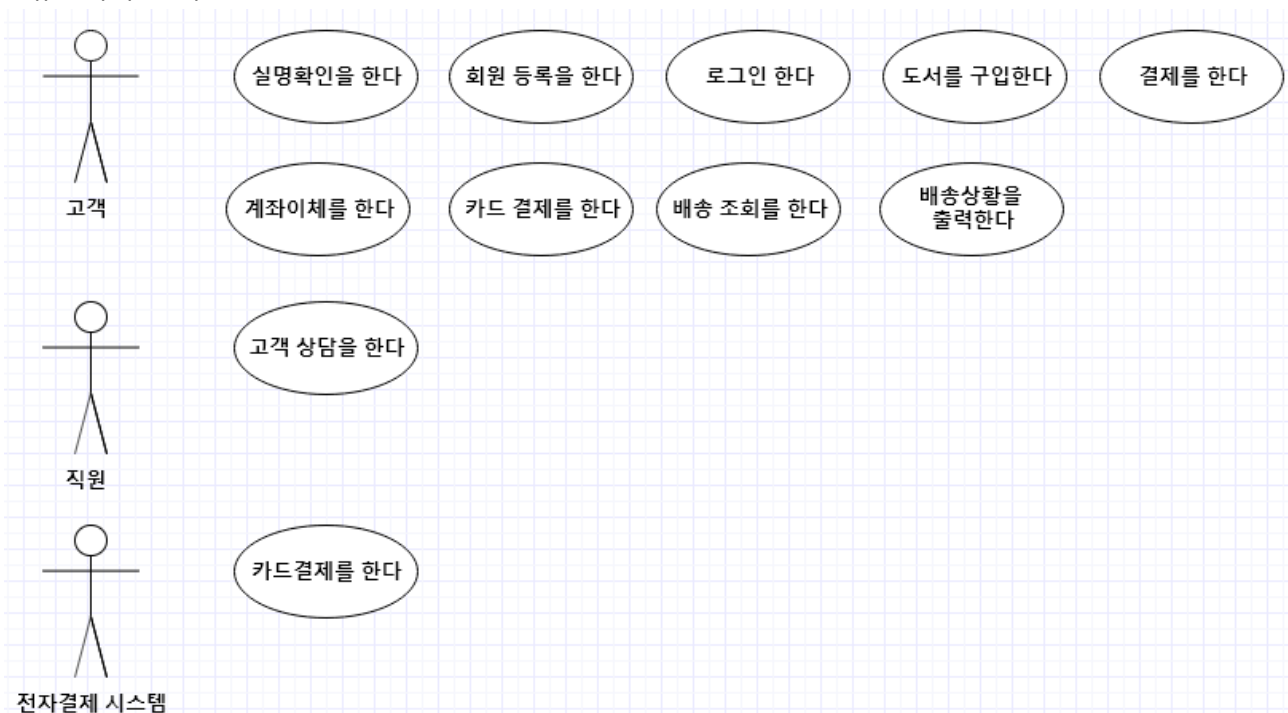 실명확인을 한다
회원 등록을 한다
로그인 한다
도서를 구입한다
결제를 한다
고객
계좌이체를 한다
카드 결제를 한다
배송 조회를 한다
배송상황을
출력한다
고객 상담을 한다
직원
카드결제를 한다
전자결제 시스템